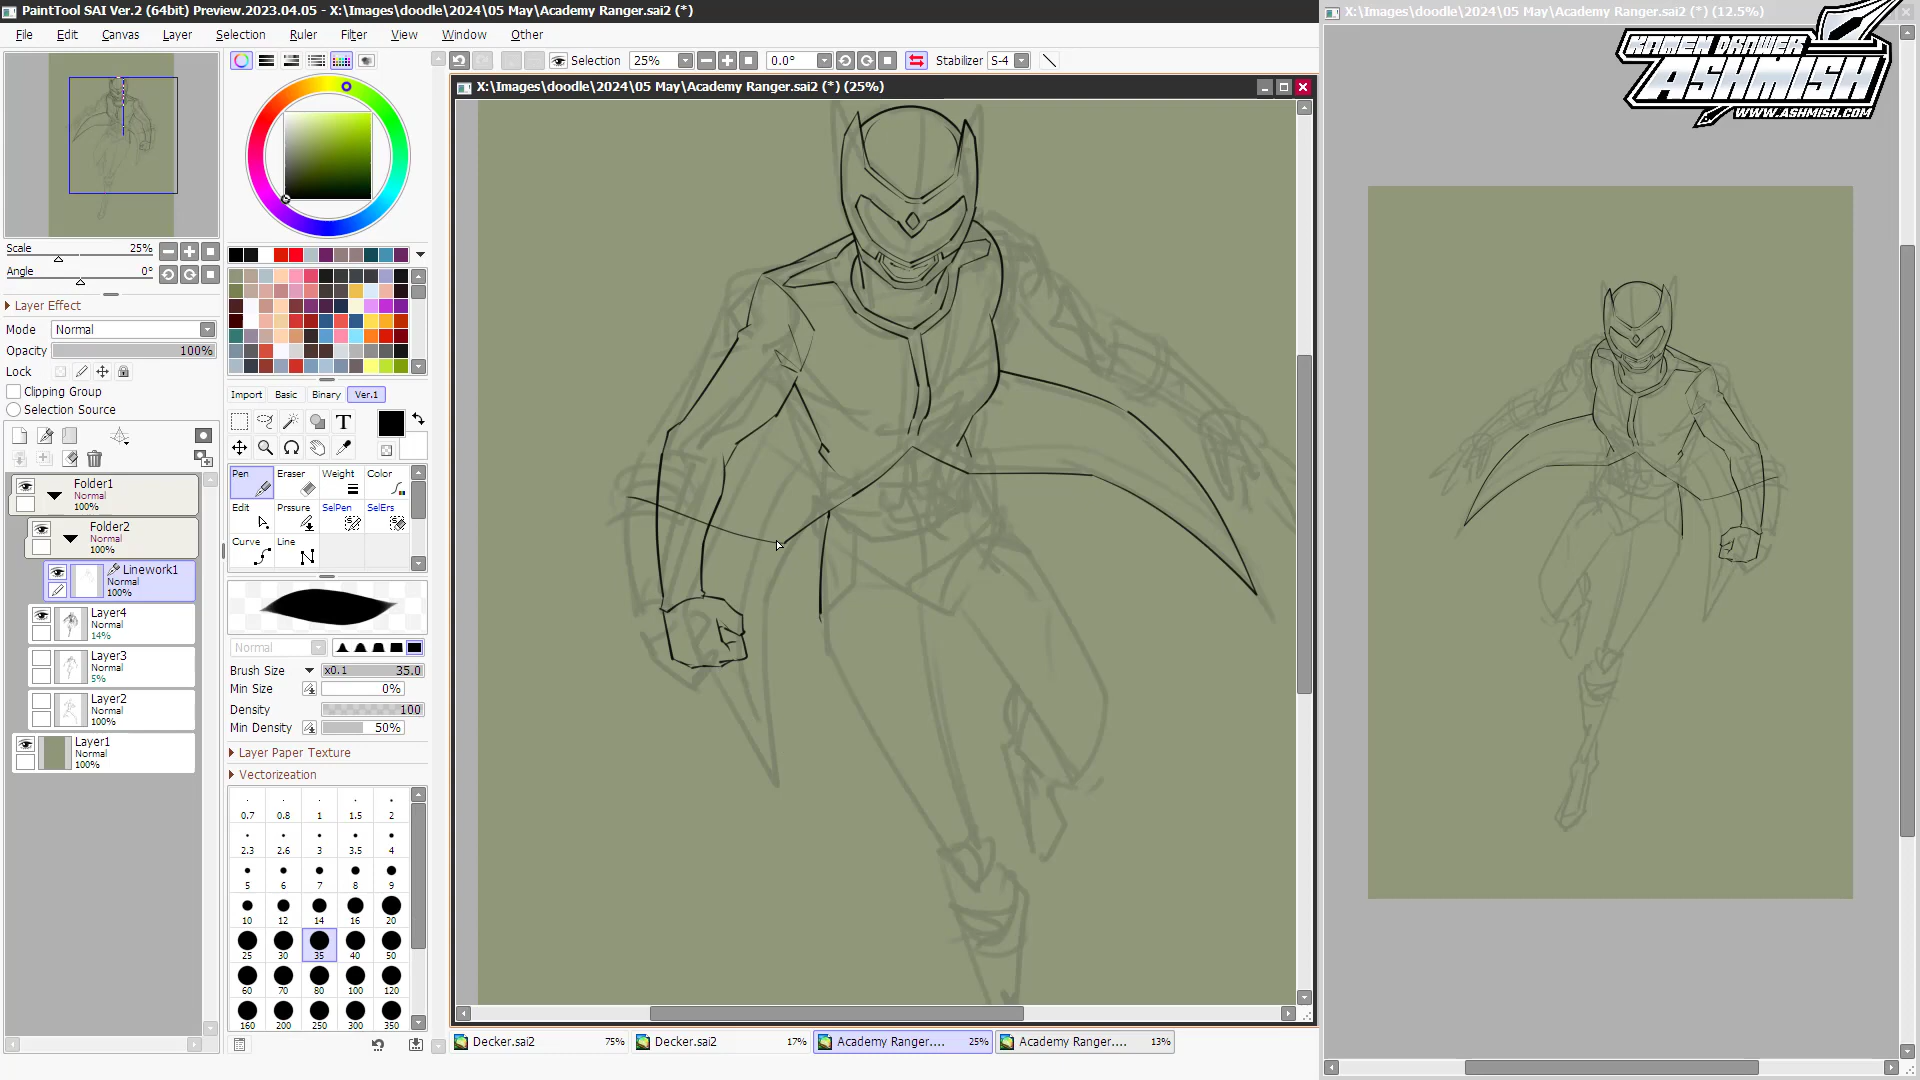 PaintTool SAI Ver.2 (64bit) Preview.2023.04.05 - X:\Images\doodle\2024\05 May\Academy Ranger.sai2 (*)
X:\Images\doodle\2024\05 May\Academy Ranger.sai2 (*) (12.5%)
File Edit Canvas Layer Selection Ruler Filter View Window Other
KAMEN DRAWER
ASHMISH
WWW.ASHMISH.COM
Selection 25% 0.0° Stabilizer S-4
X:\Images\doodle\2024\05 May\Academy Ranger.sai2 (*) (25%)
Scale 25%
Angle 0°
Layer Effect
Mode Normal
Opacity 100%
Lock
Clipping Group
Selection Source
Folder1
Normal
100%
Folder2
Normal
100%
Linework1
Normal
100%
Layer4
Normal
14%
Layer3
Normal
5%
Layer2
Normal
100%
Layer1
Normal
100%
Import Basic Binary Ver.1
T
Pen Eraser Weight Color
Edit Prssure SelPen SelErs
Curve Line
Normal
Brush Size x0.1 35.0
Min Size 0%
Density 100
Min Density 50%
Layer Paper Texture
Vectorizeation
0.7 0.8 1 1.5 2
2.3 2.6 3 3.5 4
5 6 7 8 9
10 12 14 16 20
25 30 35 40 50
60 70 80 100 120
160 200 250 300 350
Decker.sai2 75%
Decker.sai2 17%
Academy Ranger.... 25%
Academy Ranger.... 13%